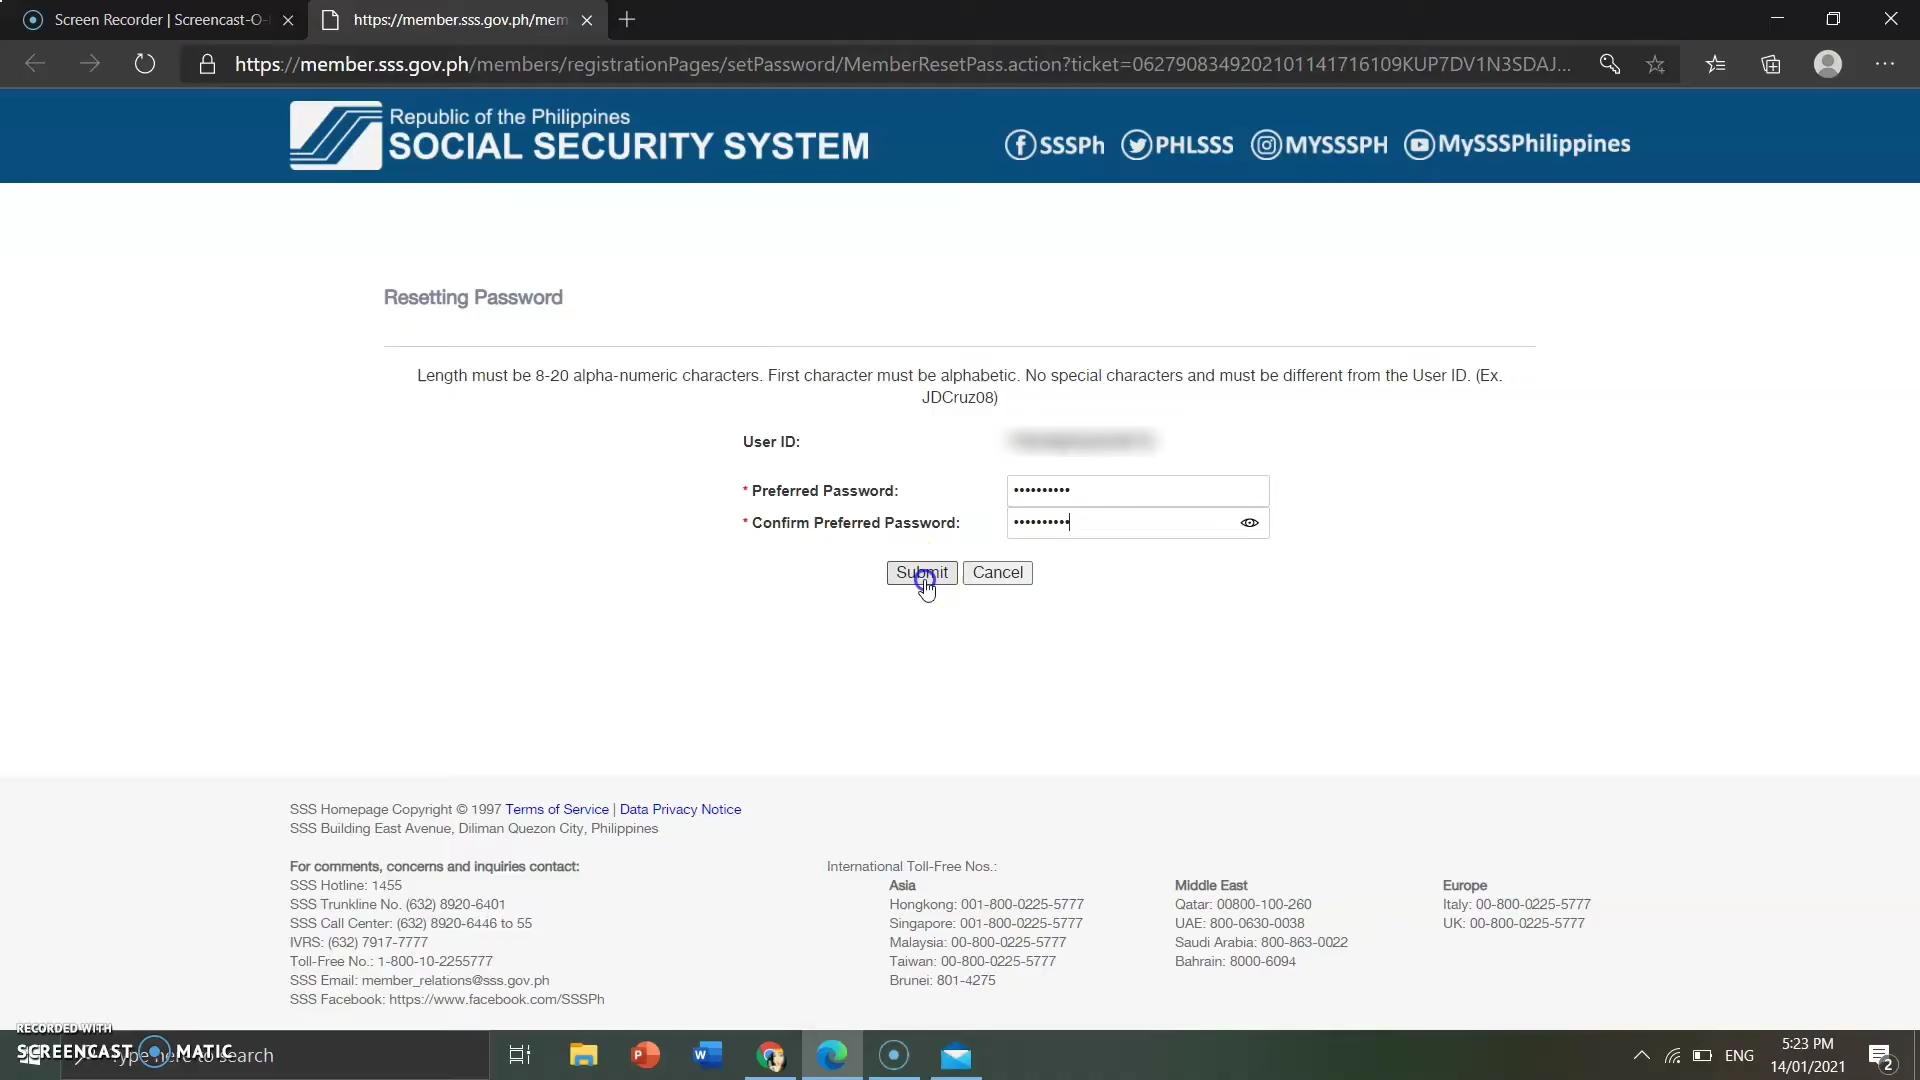 Screen Recorder | Screencast-O-
https://member.sss.gov.ph/mem
https://member.sss.gov.ph/members/registrationPages/setPassword/MemberResetPass.action?ticket=0627908349202101141716109KUP7DV1N3SDAJ...
Republic of the Philippines
SOCIAL SECURITY SYSTEM
SSSPh
PHLSSS
MYSSSPH
MySSSPhilippines
Resetting Password
Length must be 8-20 alpha-numeric characters. First character must be alphabetic. No special characters and must be different from the User ID. (Ex.
JDCruz08)
User ID:
* Preferred Password: ••••••••••
* Confirm Preferred Password: ••••••••••
Submit Cancel
SSS Homepage Copyright © 1997 Terms of Service | Data Privacy Notice
SSS Building East Avenue, Diliman Quezon City, Philippines
For comments, concerns and inquiries contact:
SSS Hotline: 1455
SSS Trunkline No. (632) 8920-6401
SSS Call Center: (632) 8920-6446 to 55
IVRS: (632) 7917-7777
Toll-Free No.: 1-800-10-2255777
SSS Email: member_relations@sss.gov.ph
SSS Facebook: https://www.facebook.com/SSSPh
International Toll-Free Nos.:
Asia
Hongkong: 001-800-0225-5777
Singapore: 001-800-0225-5777
Malaysia: 00-800-0225-5777
Taiwan: 00-800-0225-5777
Brunei: 801-4275
Middle East
Qatar: 00800-100-260
UAE: 800-0630-0038
Saudi Arabia: 800-863-0022
Bahrain: 8000-6094
Europe
Italy: 00-800-0225-5777
UK: 00-800-0225-5777
RECORDED WITH
SCREENCAST MATIC
Type here to search
ENG
5:23 PM
14/01/2021
2